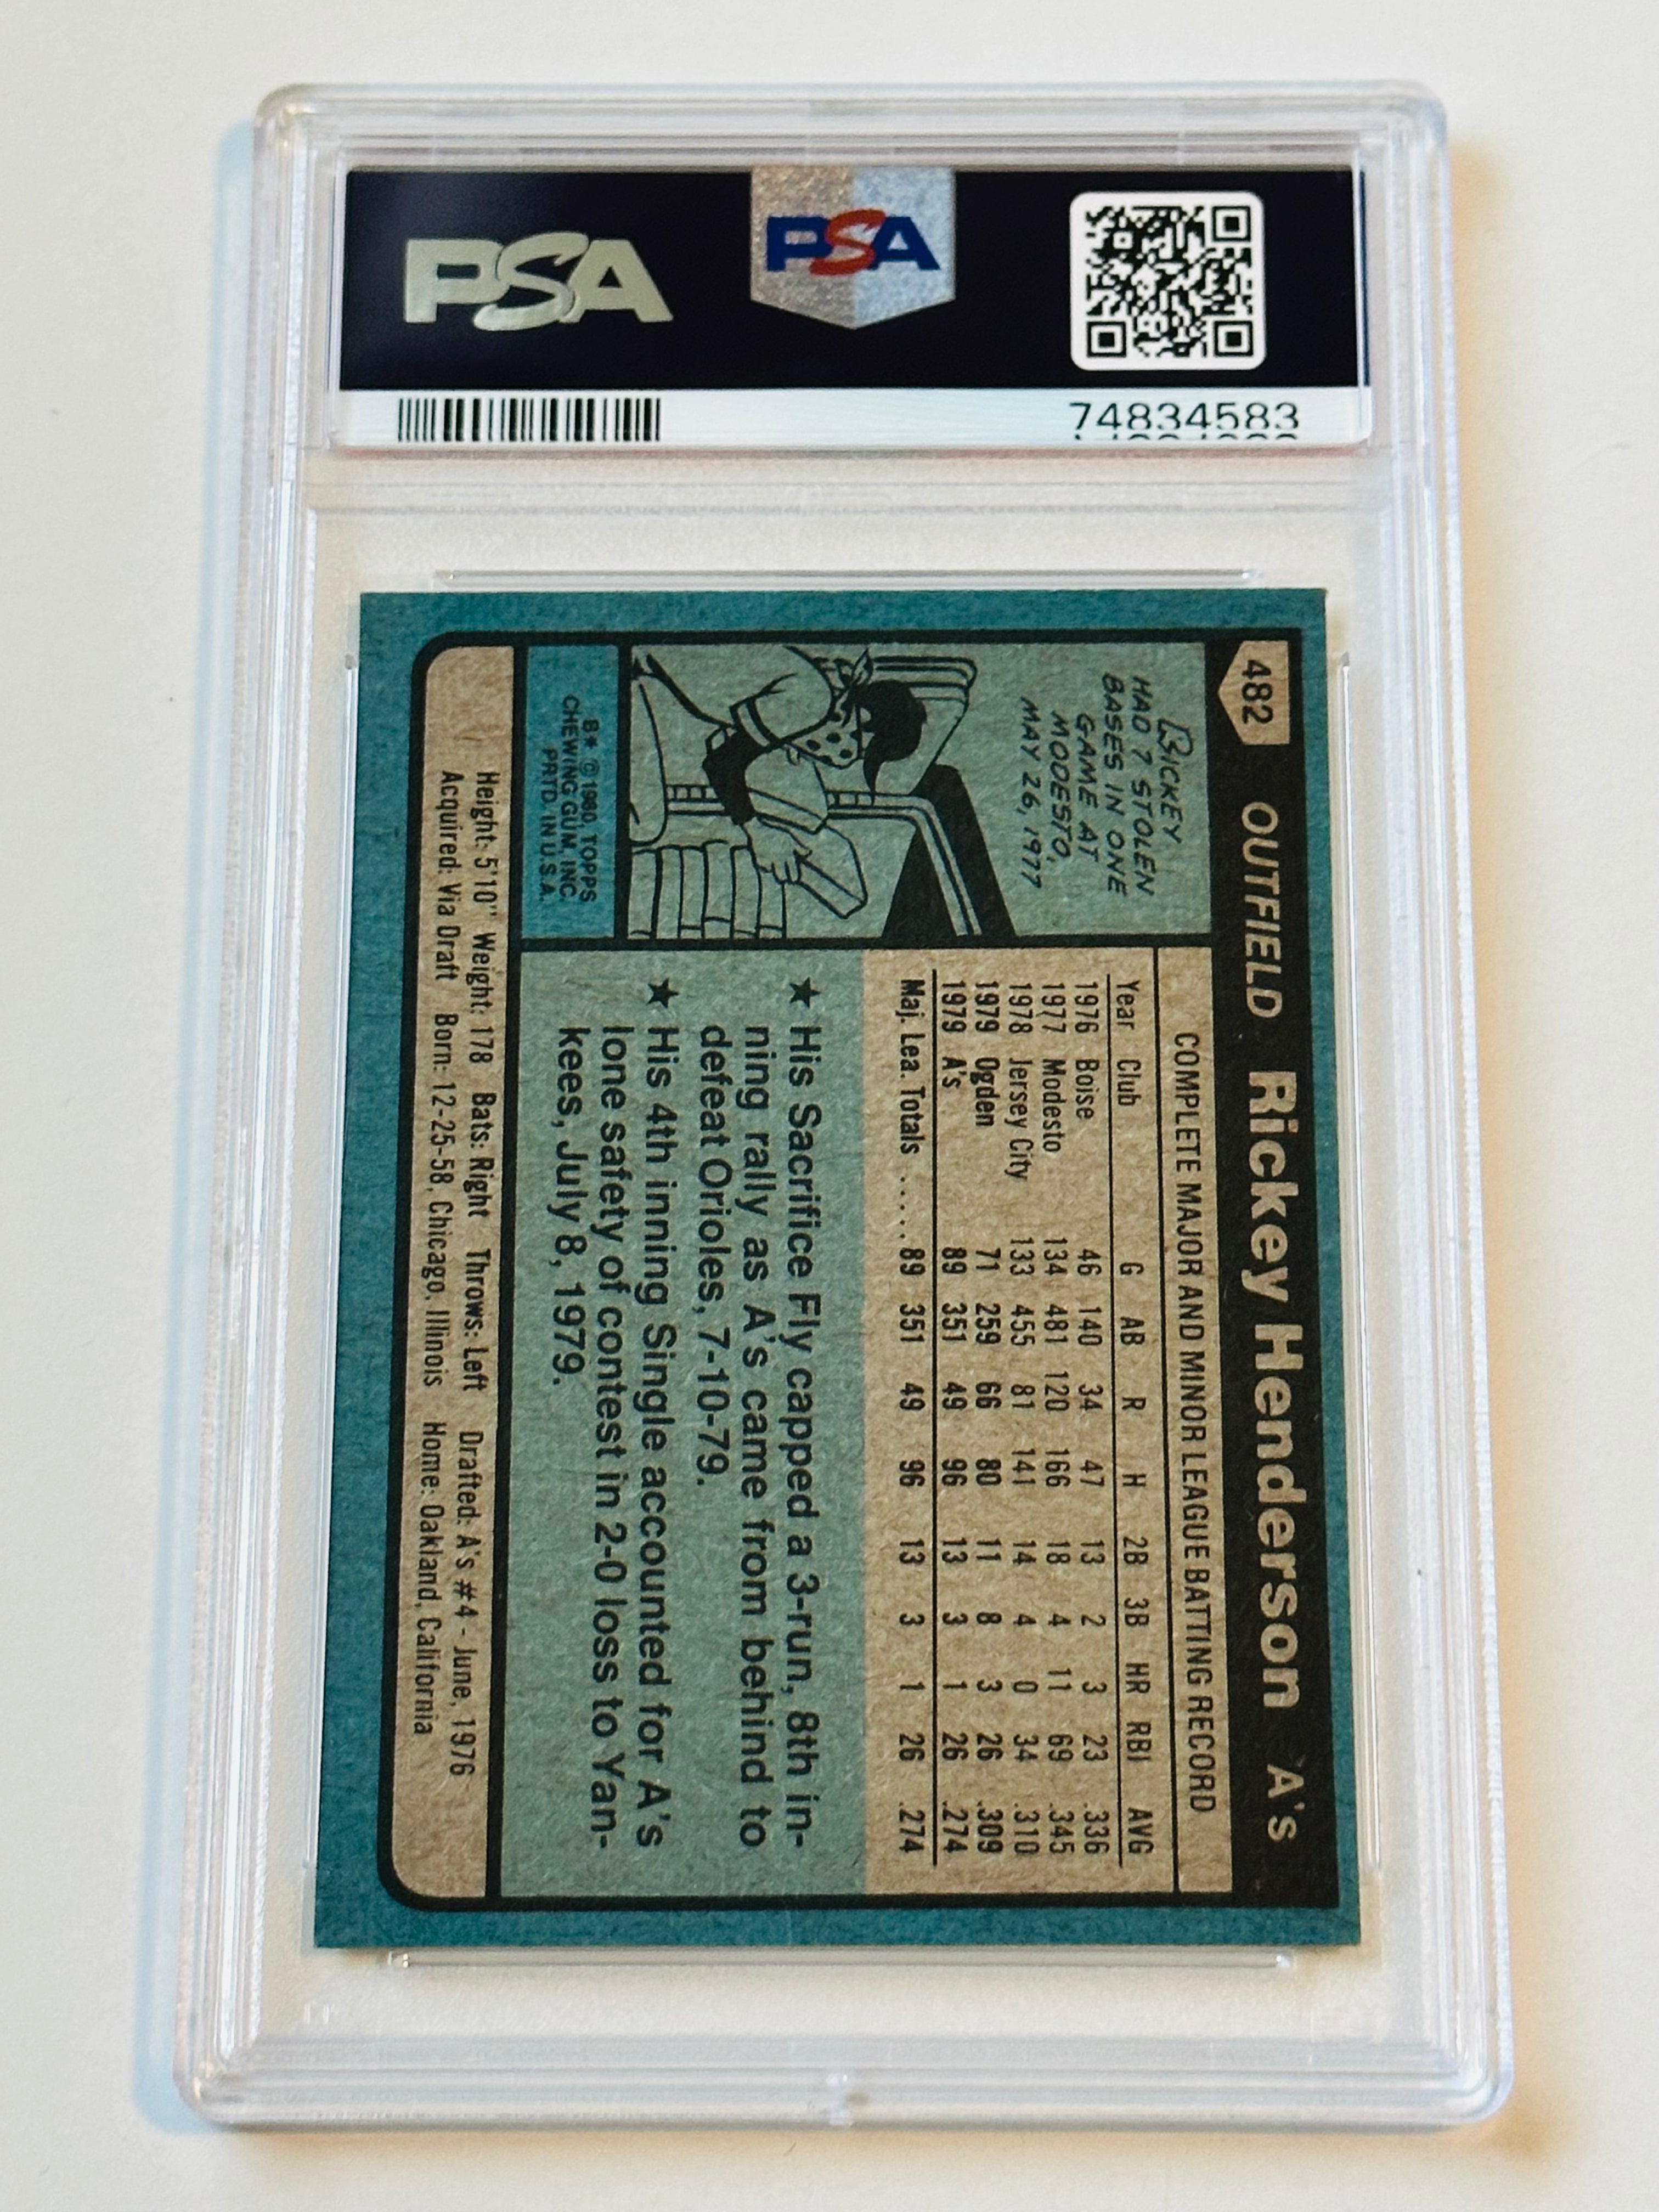 PSA
PSA
74834583
482 OUTFIELD Rickey Henderson A's
RICKEY
HAD 7 STOLEN
BASES IN ONE
GAME AT
MODESTO,
MAY 26, 1977
B* © 1980, TOPPS
CHEWING GUM, INC.
PRTD. IN U.S.A.
COMPLETE MAJOR AND MINOR LEAGUE BATTING RECORD
Year Club G AB R H 2B 3B HR RBI AVG
1976 Boise 46 140 34 47 13 2 3 23 .336
1977 Modesto 134 481 120 166 18 4 11 69 .345
1978 Jersey City 133 455 81 141 14 4 0 34 .310
1979 Ogden 71 259 66 80 11 8 3 26 .309
1979 A's 89 351 49 96 13 3 1 26 .274
Maj. Lea. Totals ...... 89 351 49 96 13 3 1 26 .274
★ His Sacrifice Fly capped a 3-run, 8th in-
ning rally as A's came from behind to
defeat Orioles, 7-10-79.
★ His 4th inning Single accounted for A's
lone safety of contest in 2-0 loss to Yan-
kees, July 8, 1979.
Height: 5'10" Weight: 178 Bats: Right Throws: Left Drafted: A's #4 - June, 1976
Acquired: Via Draft Born: 12-25-58, Chicago, Illinois Home: Oakland, California